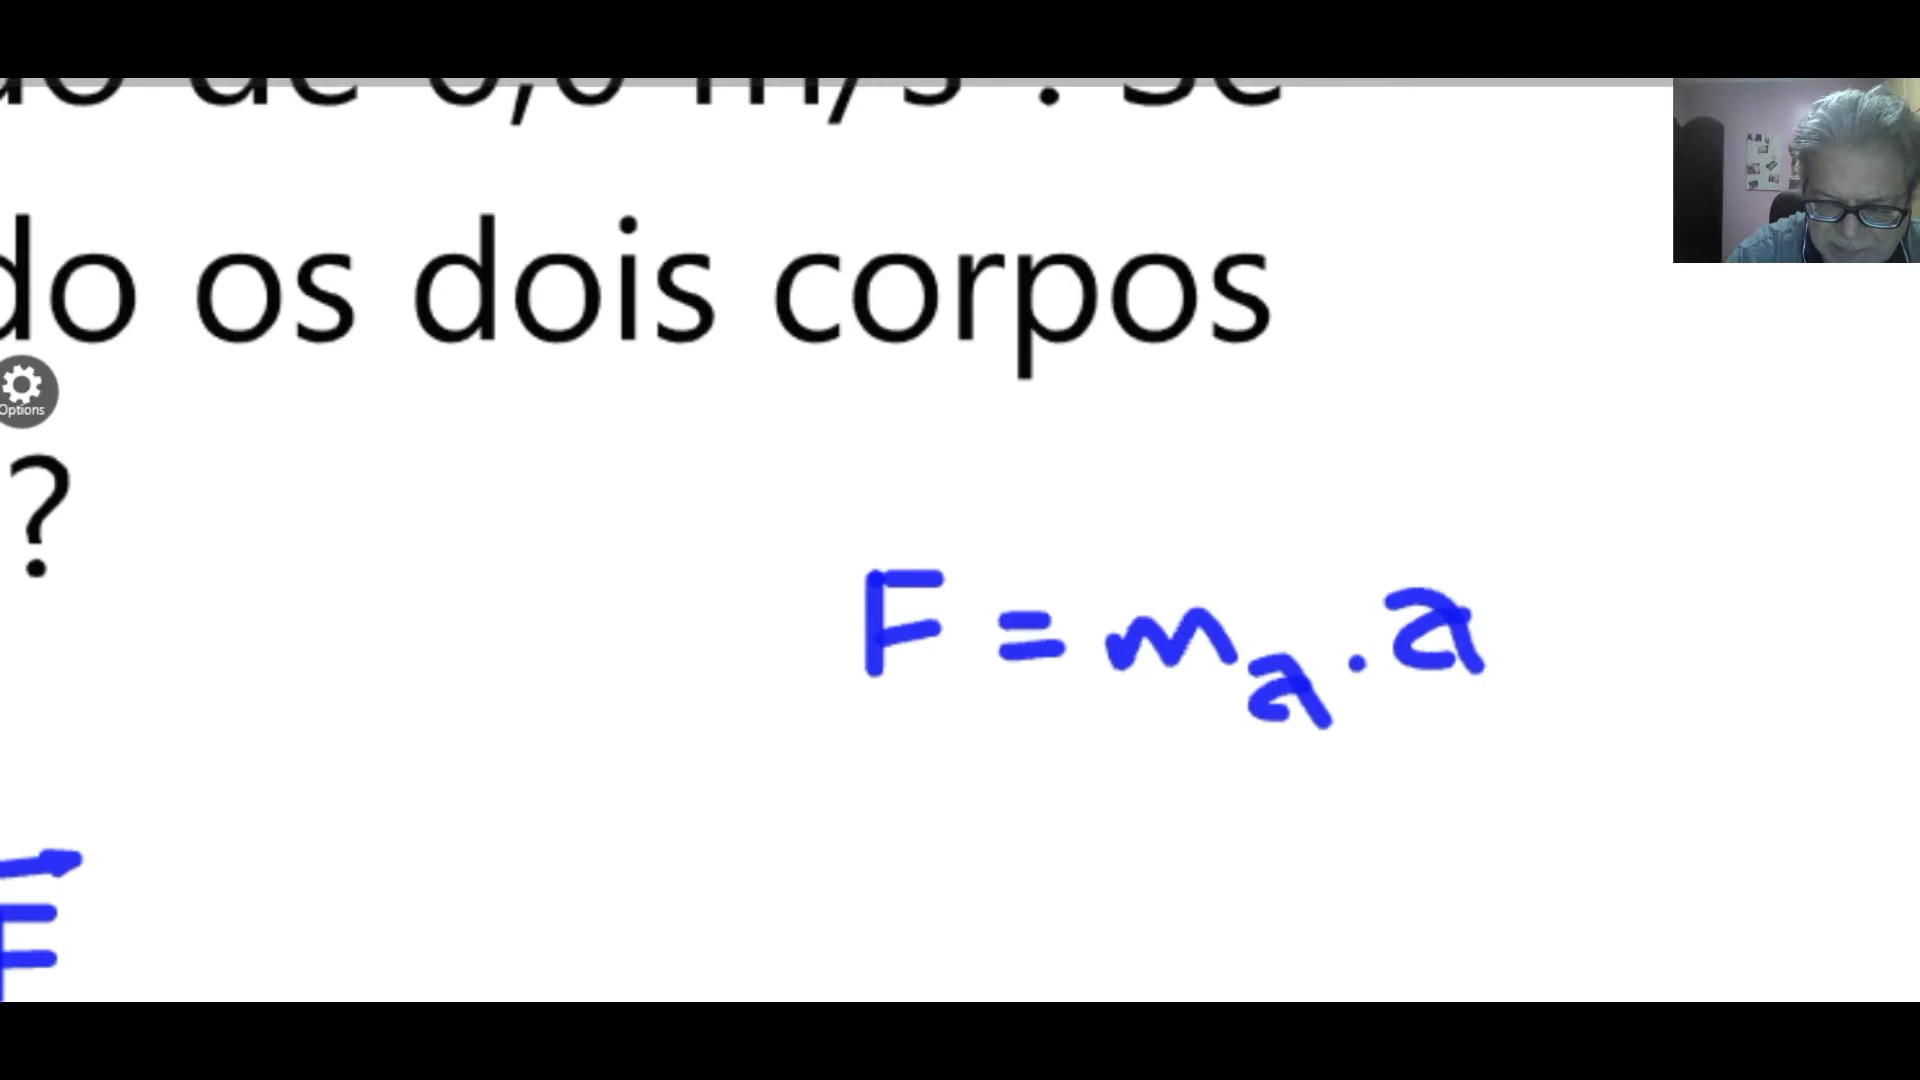 do os dois corpos
Options
?
F = mₐ . a
F